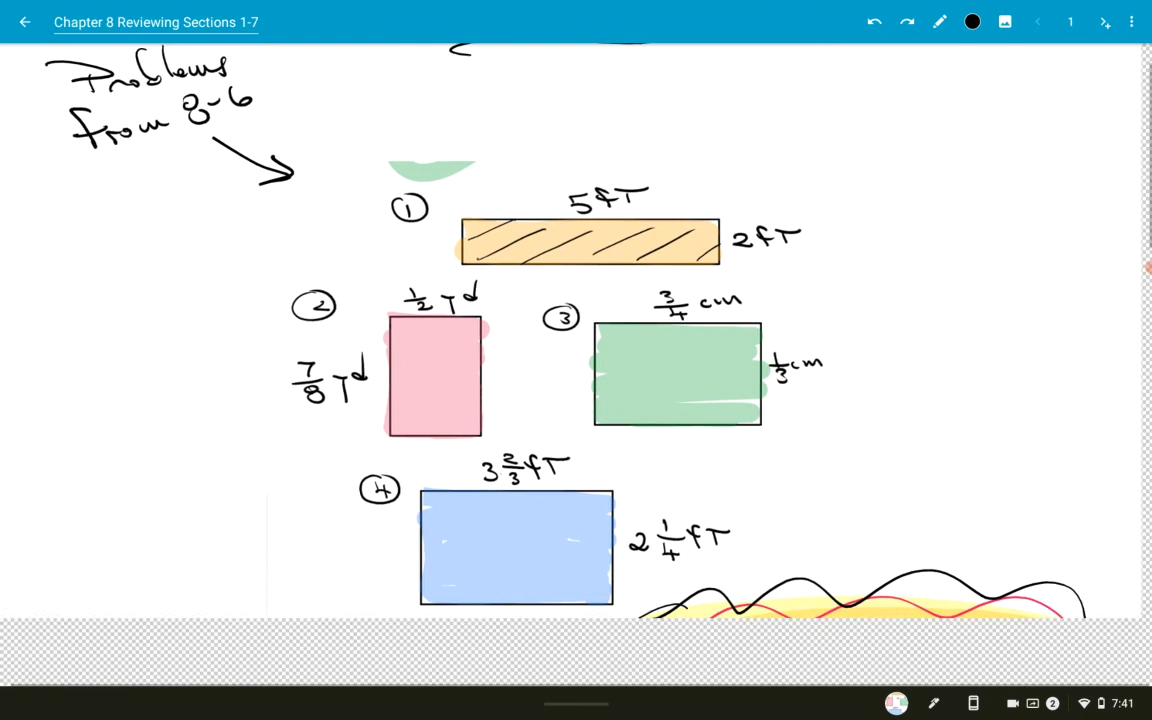 Chapter 8 Reviewing Sections 1-7
1
Problems
from 8-6
1
5 ft
2 ft
2
1/2 yd
7/8 yd
3
3/4 cm
1/3 cm
4
3 2/3 ft
2 1/4 ft
2
7:41